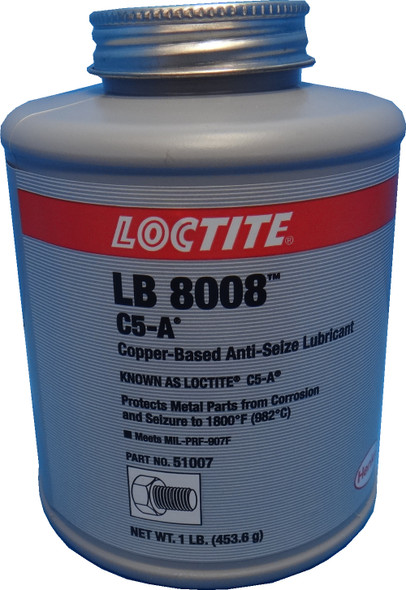 LOCTITE®
LB 8008™
C5-A®
Copper-Based Anti-Seize Lubricant
KNOWN AS LOCTITE® C5-A®
Protects Metal Parts from Corrosion
and Seizure to 1800°F (982°C)
■ Meets MIL-PRF-907F
PART NO. 51007
NET WT. 1 LB. (453.6 g)